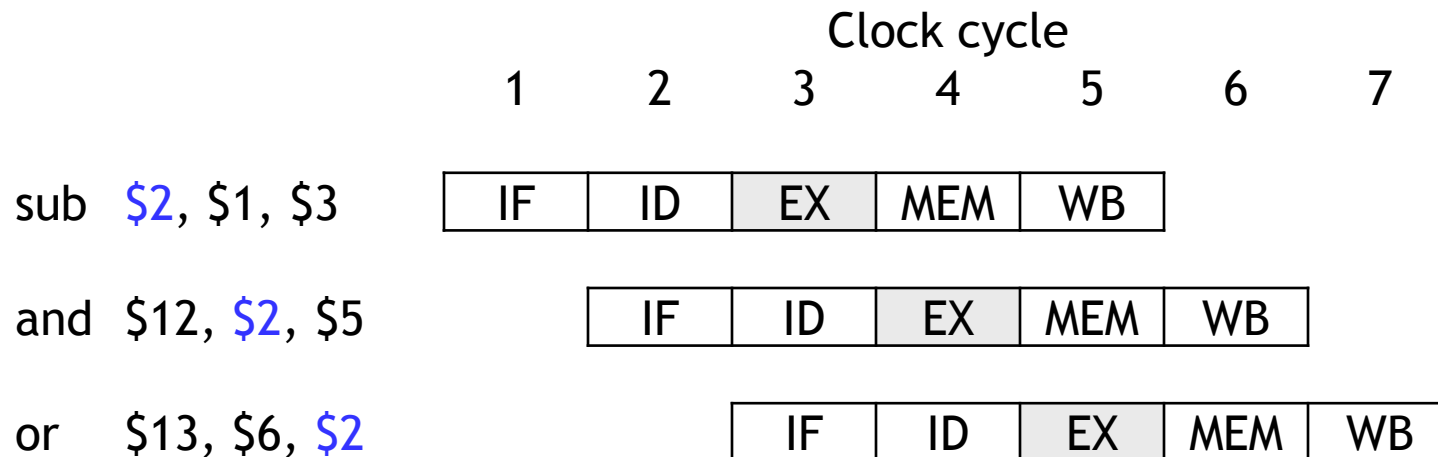 Clock cycle
1 2 3 4 5 6 7
sub $2, $1, $3 IF ID EX MEM WB
and $12, $2, $5 IF ID EX MEM WB
or $13, $6, $2 IF ID EX MEM WB